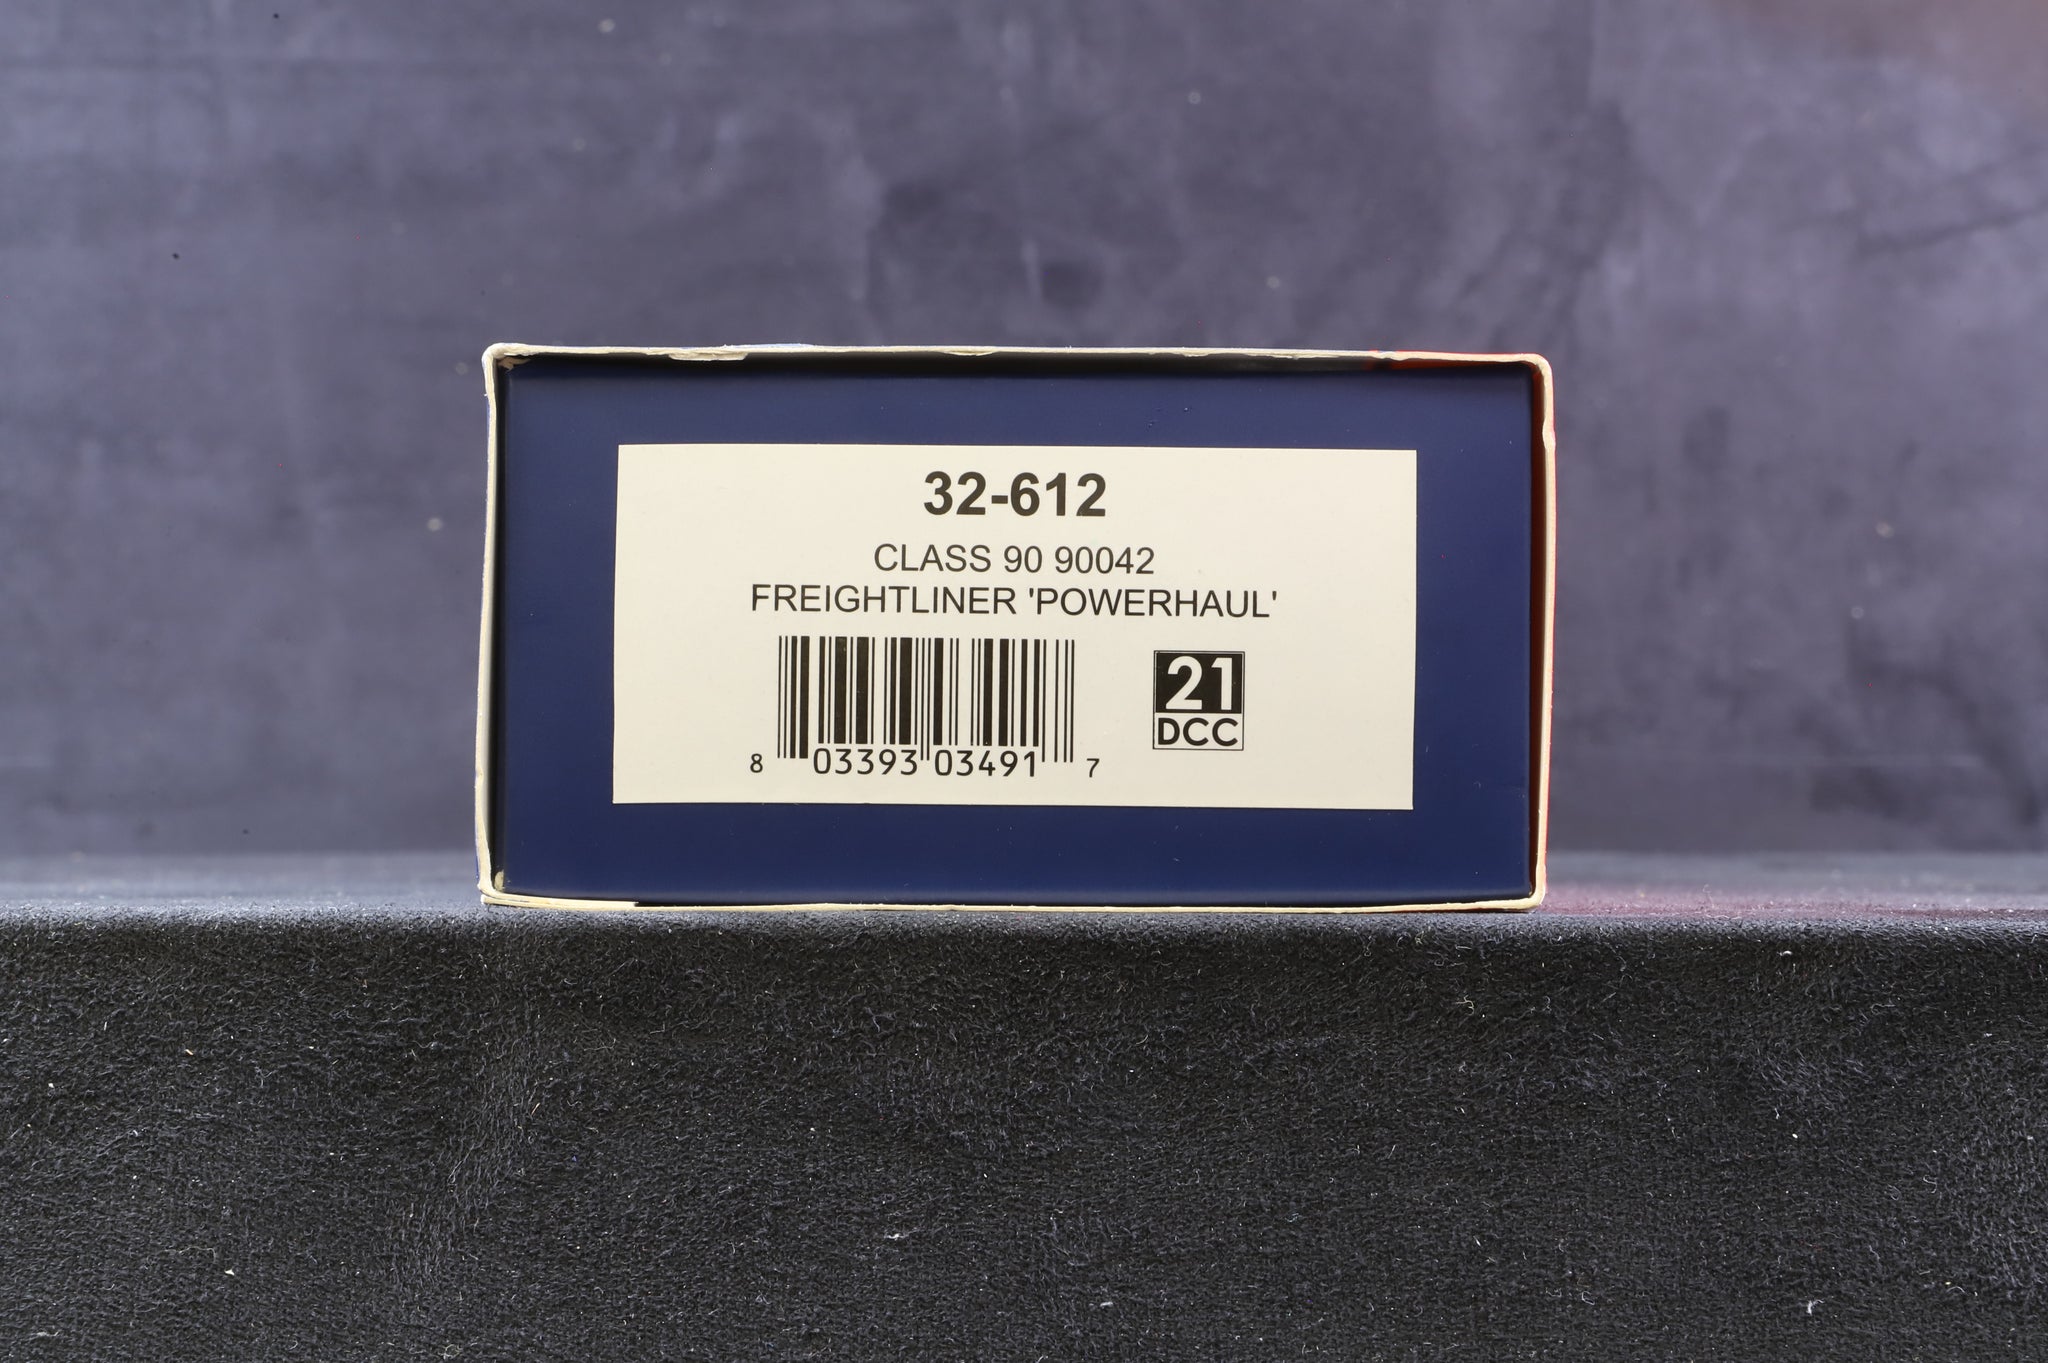 32-612
CLASS 90 90042
FREIGHTLINER 'POWERHAUL'
8 03393 03491 7
21
DCC